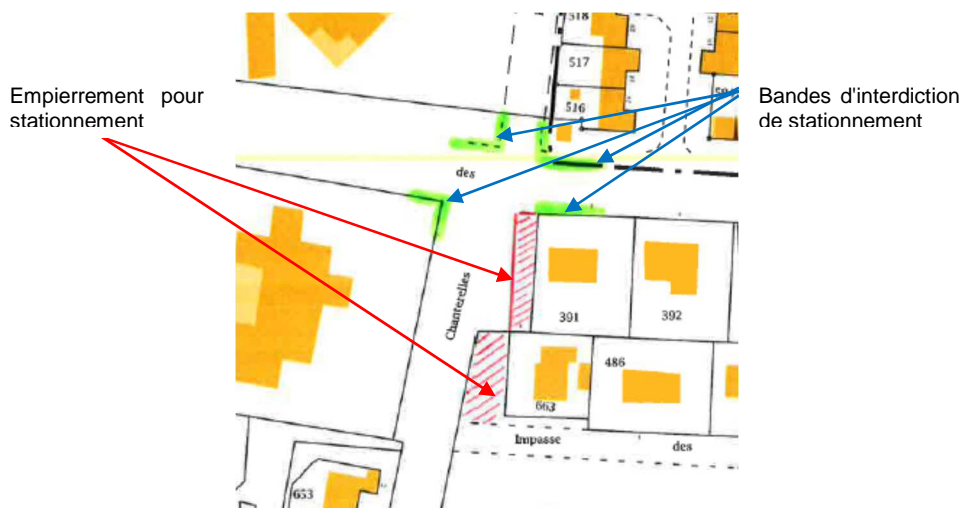 Empierrement pour
stationnement
Bandes d'interdiction
de stationnement
518
517
516
des
Chanterelles
391
392
486
663
Impasse
des
653